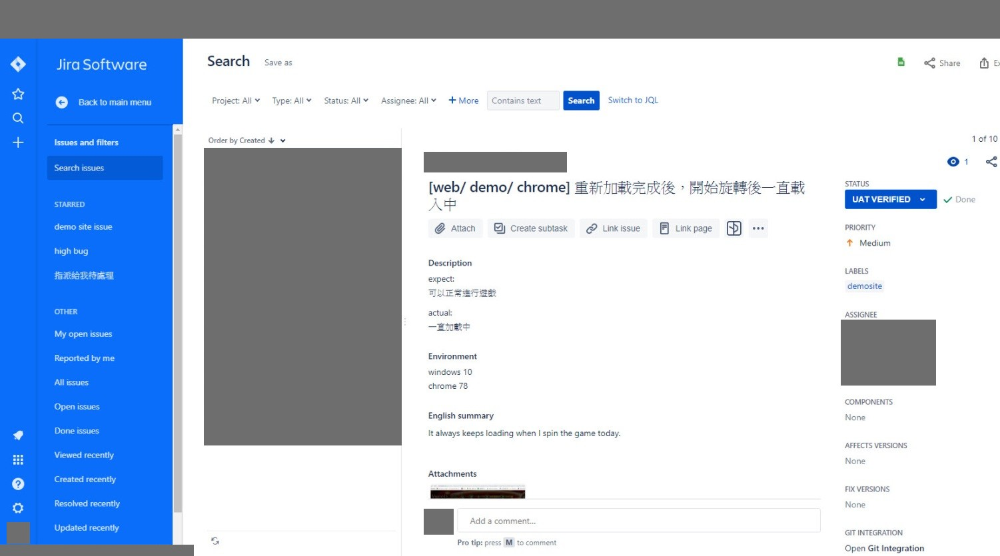 Jira Software
Back to main menu
Issues and filters
Search issues
STARRED
demo site issue
high bug
指派給我待處理
OTHER
My open issues
Reported by me
All issues
Open issues
Done issues
Viewed recently
Created recently
Resolved recently
Updated recently
Search Save as
Share Ex
Project: All Type: All Status: All Assignee: All + More Contains text Search Switch to JQL
Order by Created
1 of 10
1
[web/ demo/ chrome] 重新加載完成後，開始旋轉後一直載
入中
Attach Create subtask Link issue Link page
Description
expect:
可以正常進行遊戲
actual:
一直加載中
Environment
windows 10
chrome 78
English summary
It always keeps loading when I spin the game today.
Attachments
Add a comment...
Pro tip: press M to comment
STATUS
UAT VERIFIED Done
PRIORITY
Medium
LABELS
demosite
ASSIGNEE
COMPONENTS
None
AFFECTS VERSIONS
None
FIX VERSIONS
None
GIT INTEGRATION
Open Git Integration